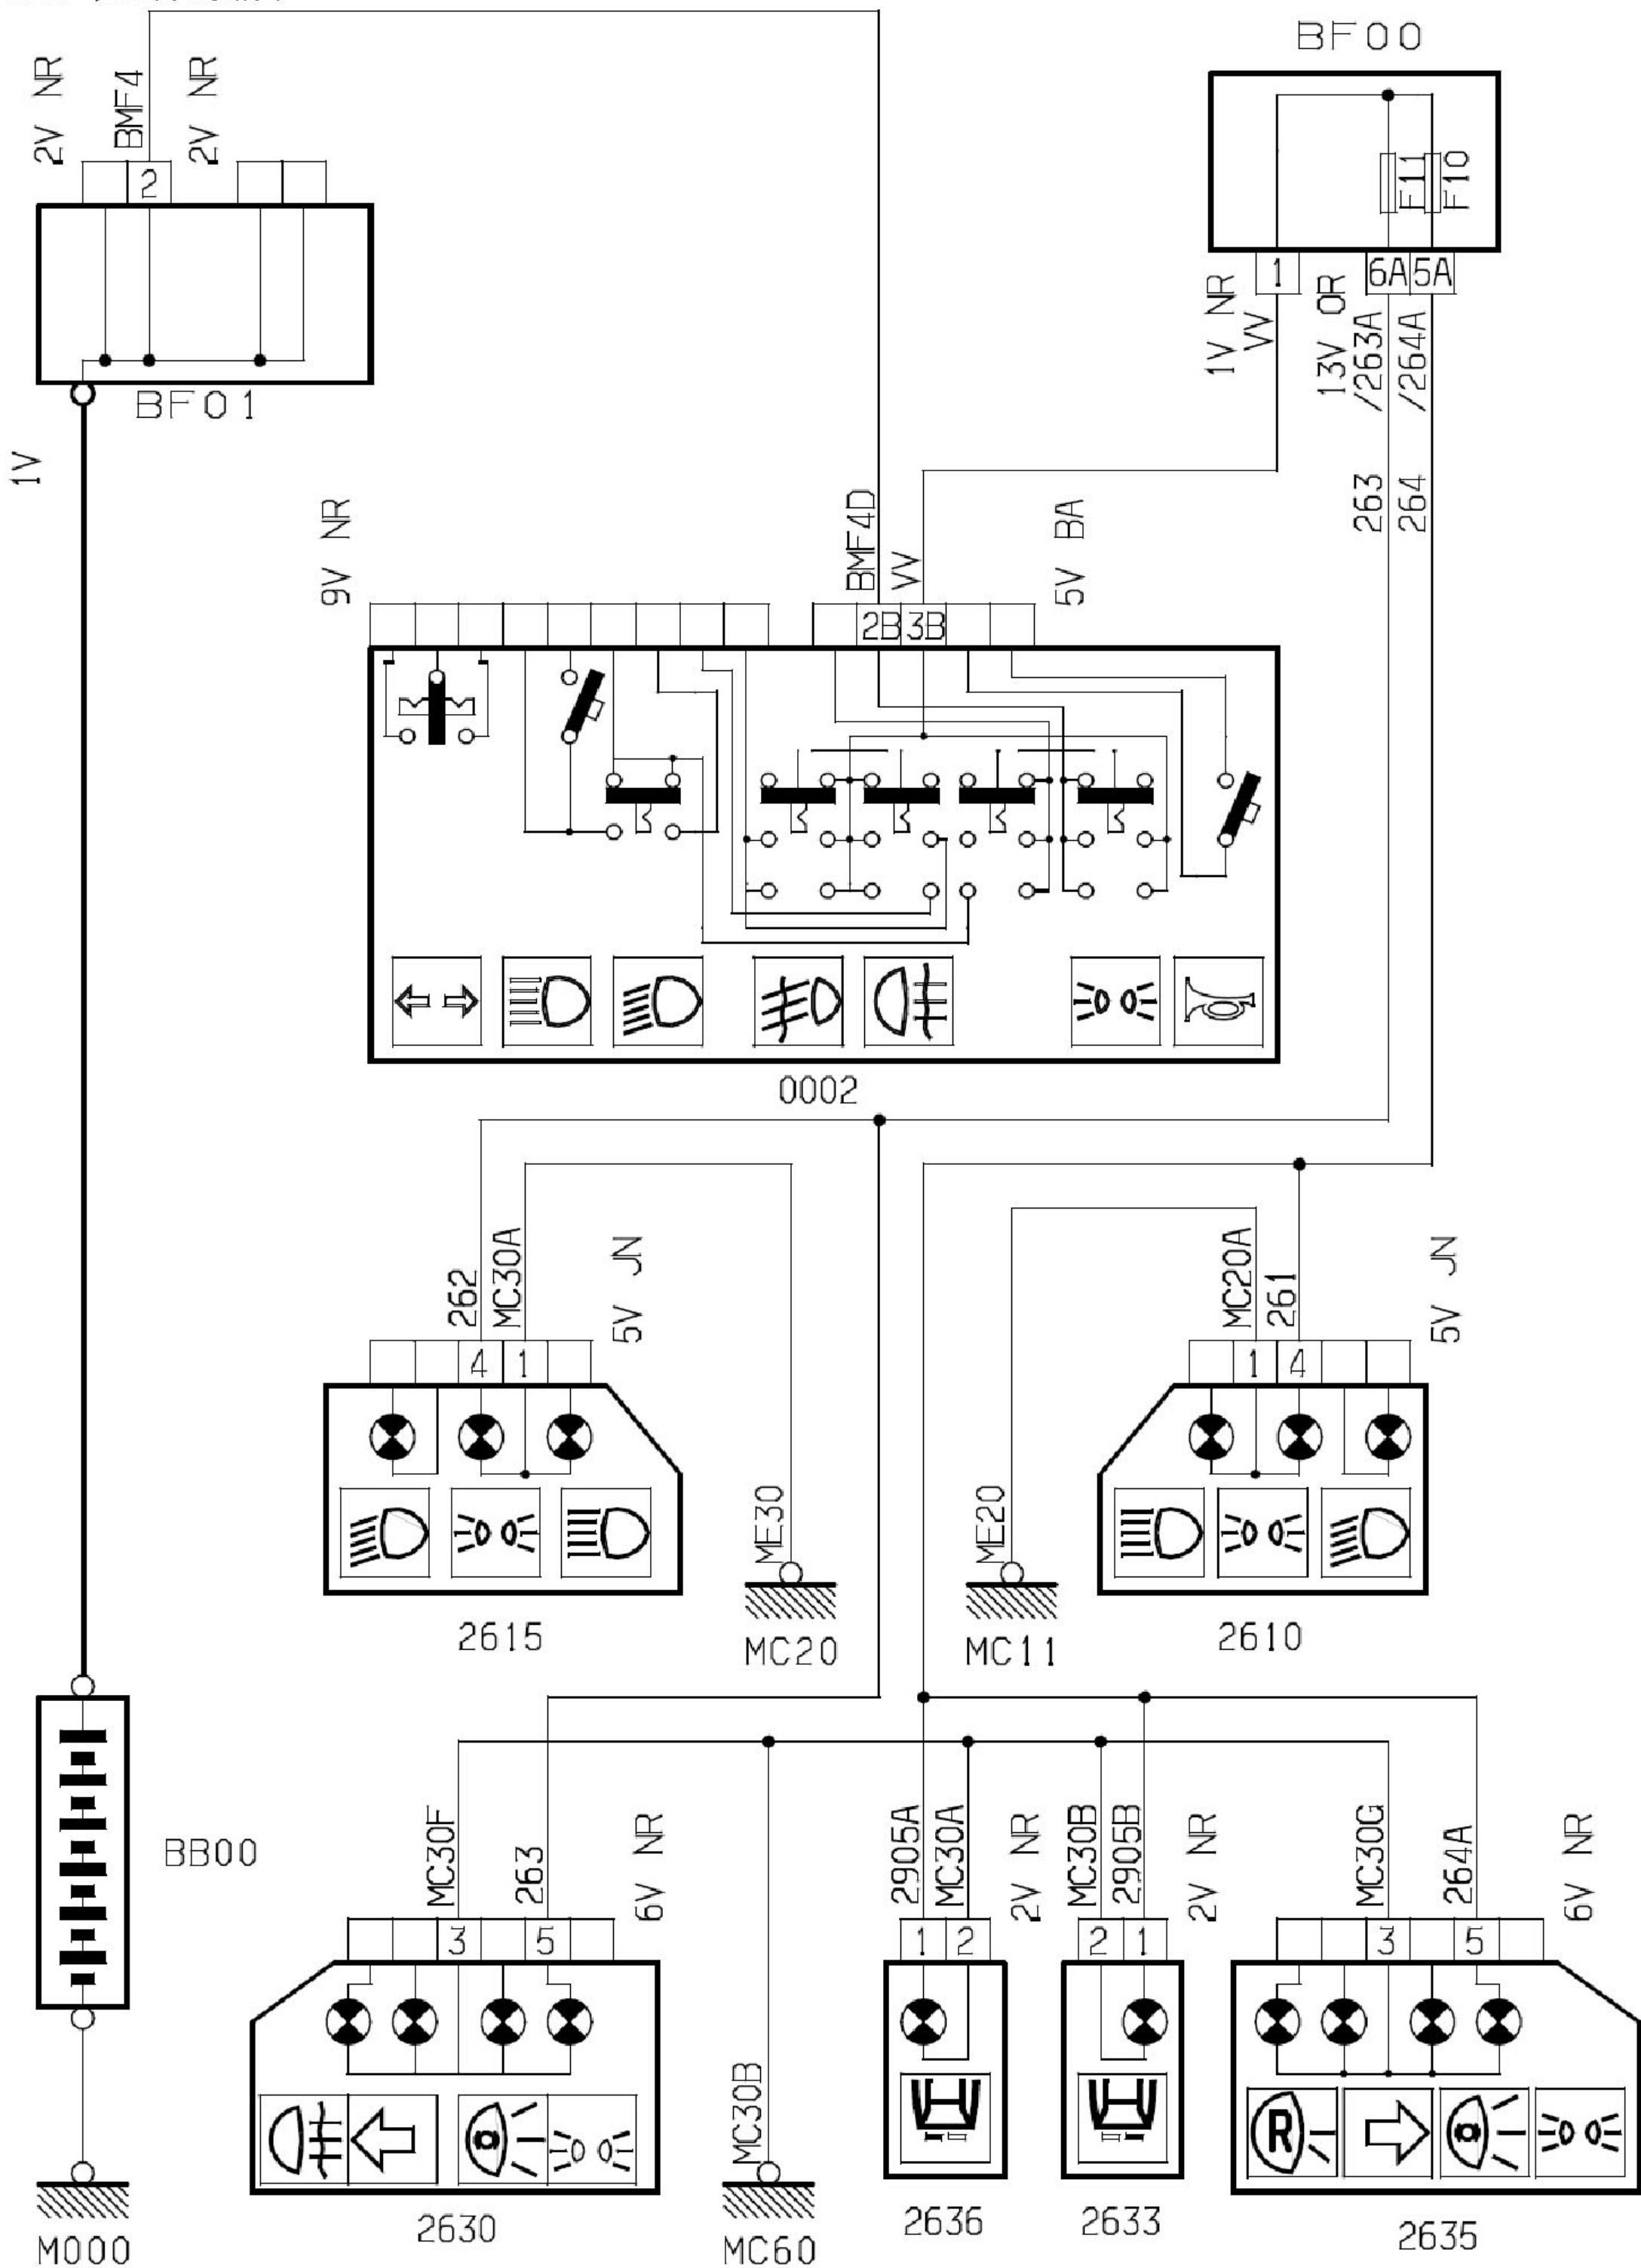 BF00
2V NR
BMF4
2V NR
2
F11
F10
1
6A
5A
BF01
1V NR
VV
13V OR
/263A
/264A
1V
263
264
9V NR
BMF4D
VV
5V BA
2B
3B
0002
262
MC30A
5V JN
MC20A
261
5V JN
4
1
1
4
ME30
ME20
2615
MC20
MC11
2610
BB00
MC30F
263
6V NR
2905A
MC30A
2V NR
MC30B
2905B
2V NR
MC30G
264A
6V NR
3
5
1
2
2
1
3
5
MC30B
R
M000
2630
MC60
2636
2633
2635